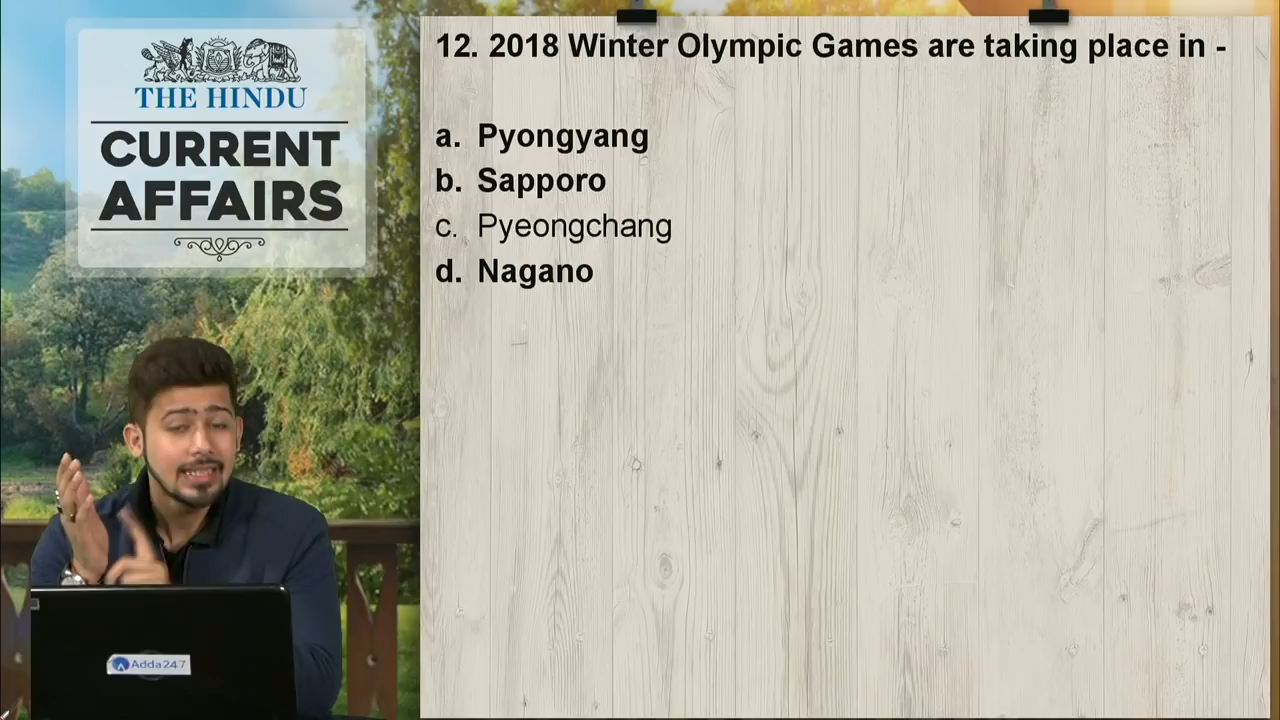 THE HINDU
CURRENT
AFFAIRS
12. 2018 Winter Olympic Games are taking place in -
a. Pyongyang
b. Sapporo
c. Pyeongchang
d. Nagano
Adda247